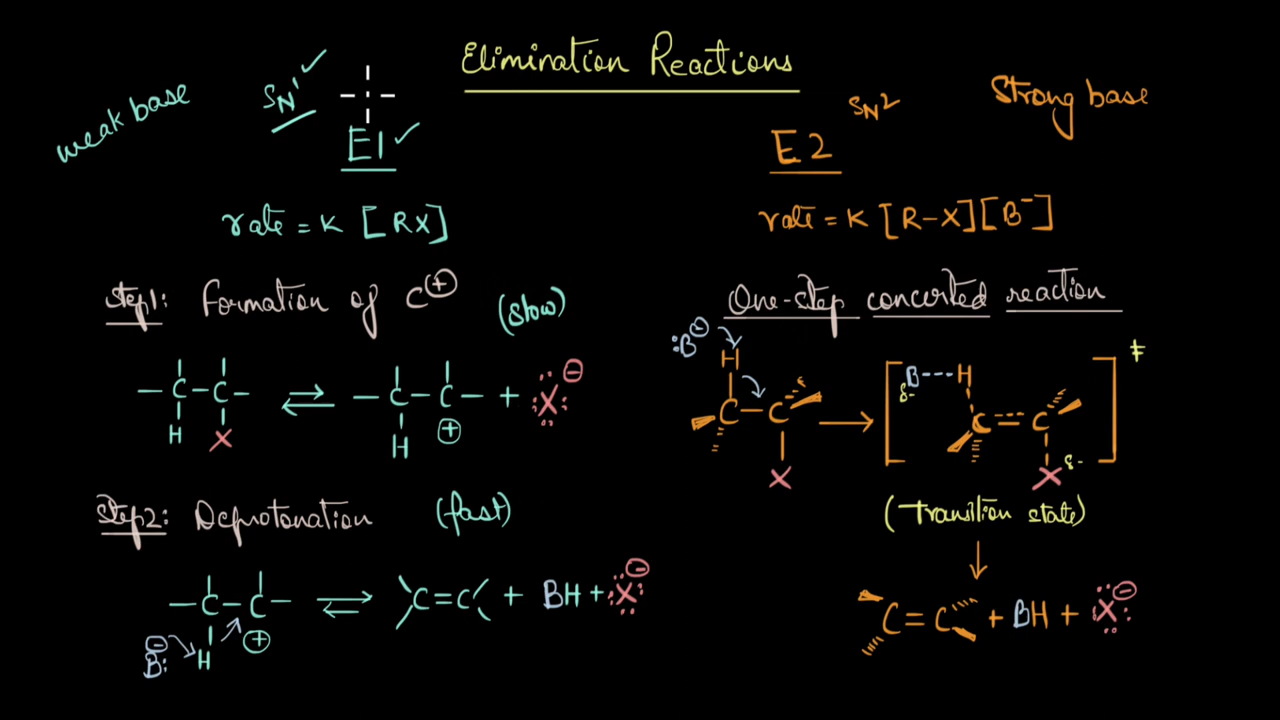 Elimination Reactions
weak base SN1 ✓
E1 ✓
rate = K [RX]
Step1: Formation of C⊕ (slow)
– C – C – ⇌ – C – C – + :X: ⊖
H X H ⊕
Step2: Deprotonation (fast)
– C – C – ⇌ C = C + BH + :X: ⊖
⊖ B: H ⊕
SN2 Strong base
E2
rate = K [R–X][B⁻]
One-step concerted reaction
:B⊖ H B---H ‡
δ-
C – C → C = C
X X δ-
(Transition state)
↓
C = C + BH + :X: ⊖